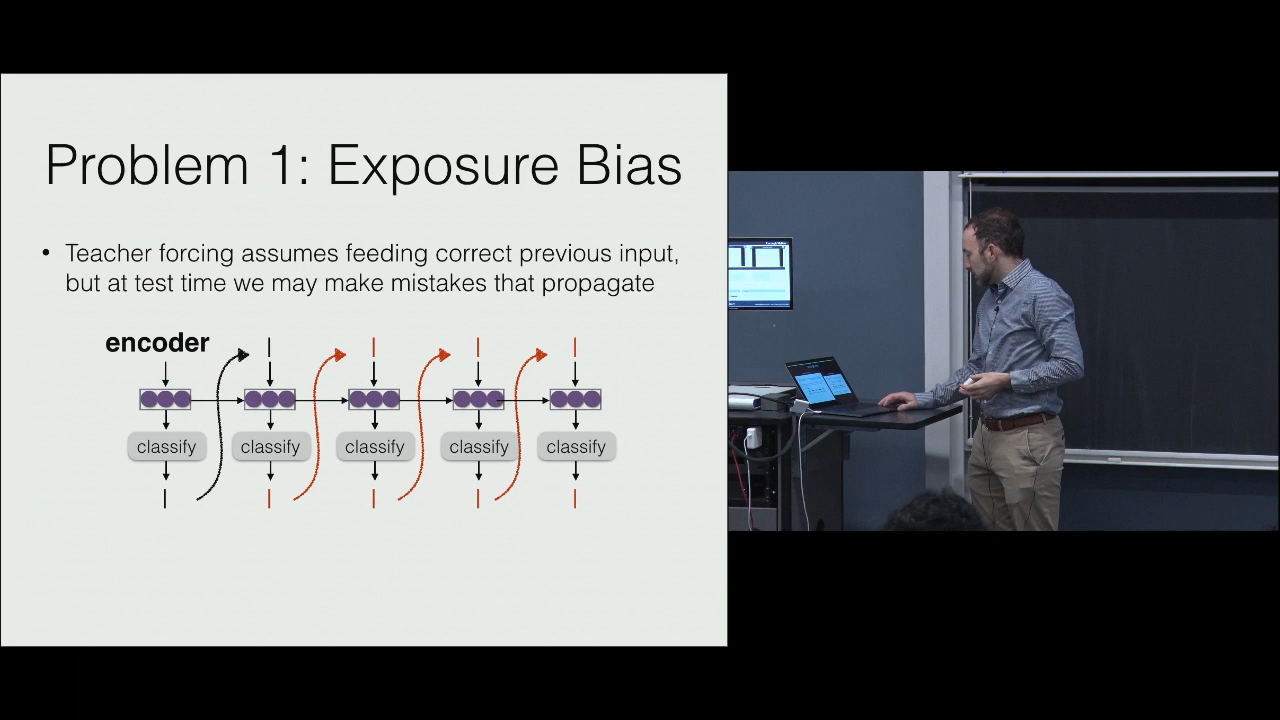 Problem 1: Exposure Bias
• Teacher forcing assumes feeding correct previous input,
but at test time we may make mistakes that propagate
encoder
I I I I
classify classify classify classify classify
I I I I I